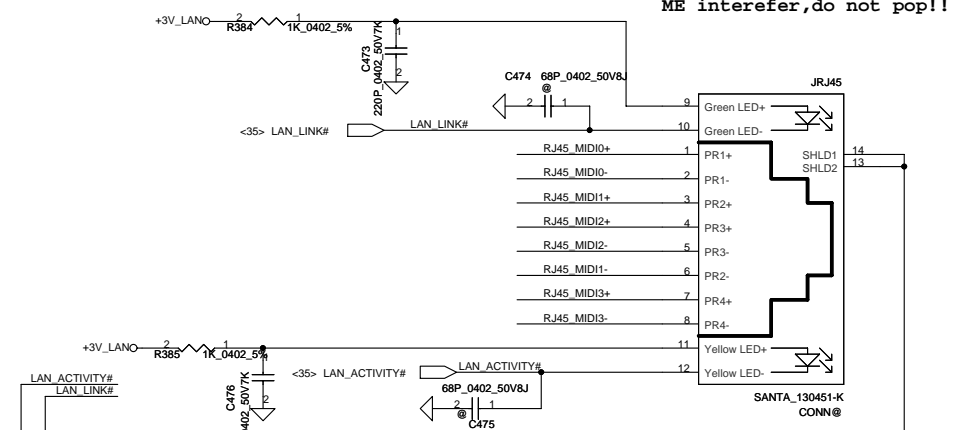 ME interefer,do not pop!!
+3V_LAN
2
1
R384
1K_0402_5%
C473
220P_0402_50V7K
1
2
C474
68P_0402_50V8J
@
2
1
JRJ45
<35> LAN_LINK#
LAN_LINK#
9
Green LED+
10
Green LED-
RJ45_MIDI0+
1
PR1+
SHLD1
14
SHLD2
13
RJ45_MIDI0-
2
PR1-
RJ45_MIDI1+
3
PR2+
RJ45_MIDI2+
4
PR3+
RJ45_MIDI2-
5
PR3-
RJ45_MIDI1-
6
PR2-
RJ45_MIDI3+
7
PR4+
RJ45_MIDI3-
8
PR4-
+3V_LAN
2
1
R385
1K_0402_5%
11
Yellow LED+
<35> LAN_ACTIVITY#
LAN_ACTIVITY#
12
Yellow LED-
LAN_ACTIVITY#
LAN_LINK#
C476
402_50V7K
1
2
68P_0402_50V8J
2
1
@
C475
SANTA_130451-K
CONN@